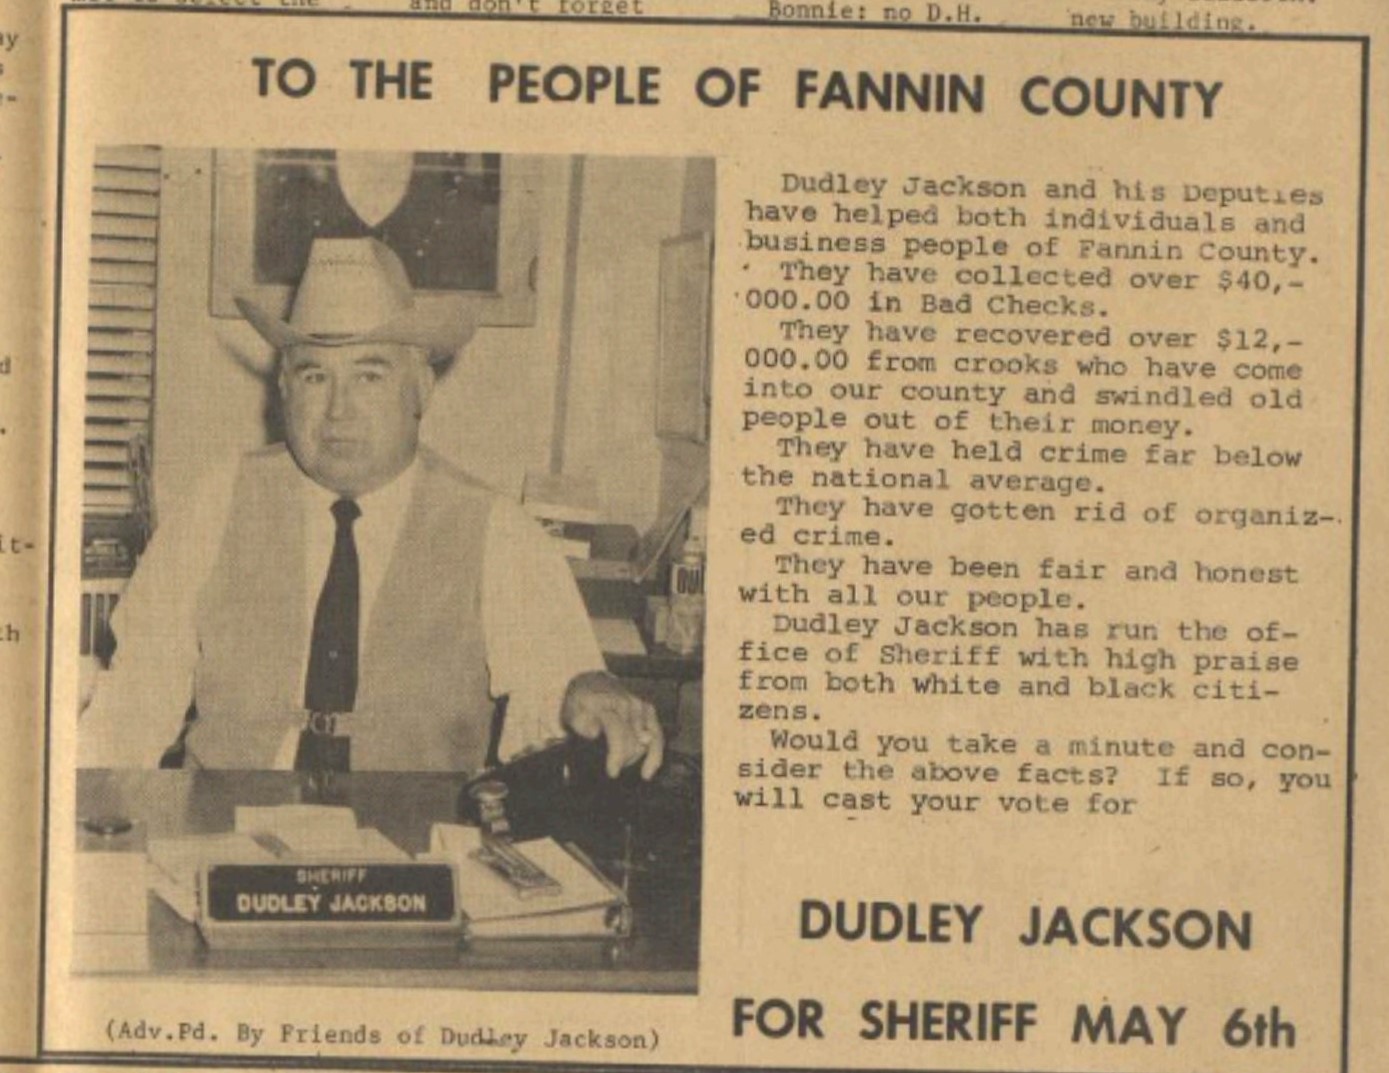 and don't forget
Bonnie: no D.H.
new building.
TO THE PEOPLE OF FANNIN COUNTY
Dudley Jackson and his Deputies
have helped both individuals and
business people of Fannin County.
They have collected over $40,-
000.00 in Bad Checks.
They have recovered over $12,-
000.00 from crooks who have come
into our county and swindled old
people out of their money.
They have held crime far below
the national average.
They have gotten rid of organiz-
ed crime.
They have been fair and honest
with all our people.
Dudley Jackson has run the of-
fice of Sheriff with high praise
from both white and black citi-
zens.
Would you take a minute and con-
sider the above facts? If so, you
will cast your vote for
DUDLEY JACKSON
FOR SHERIFF MAY 6th
SHERIFF
DUDLEY JACKSON
(Adv.Pd. By Friends of Dudley Jackson)